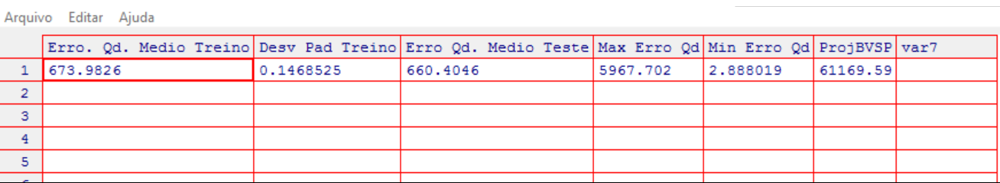 Arquivo Editar Ajuda
Erro. Qd. Medio Treino Desv Pad Treino Erro Qd. Medio Teste Max Erro Qd Min Erro Qd ProjBVSP var7
1 673.9826 0.1468525 660.4046 5967.702 2.888019 61169.59
2
3
4
5